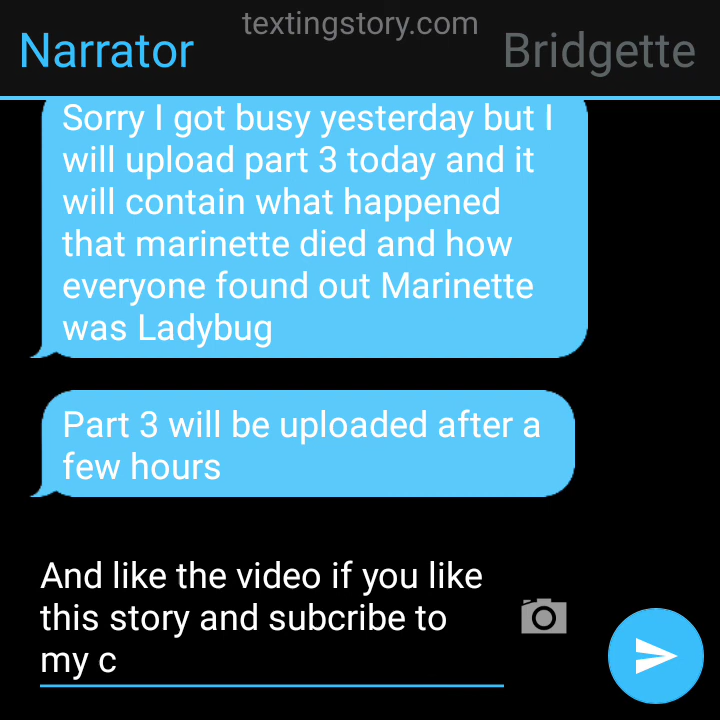 textingstory.com
Narrator
Bridgette
Sorry I got busy yesterday but I
will upload part 3 today and it
will contain what happened
that marinette died and how
everyone found out Marinette
was Ladybug
Part 3 will be uploaded after a
few hours
And like the video if you like
this story and subcribe to
my c